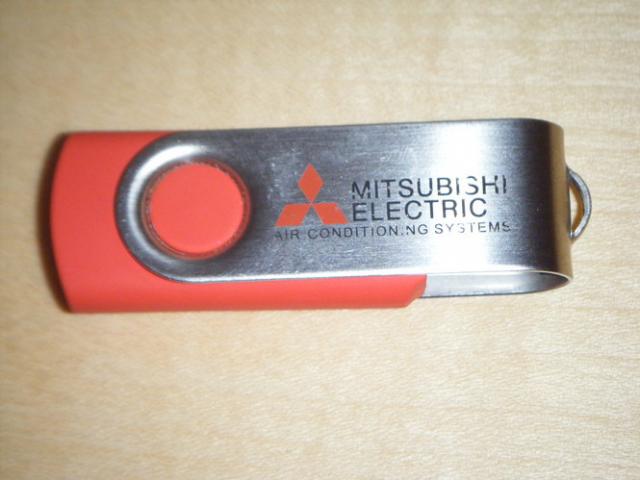 MITSUBISHI
ELECTRIC
AIR CONDITIONING SYSTEMS